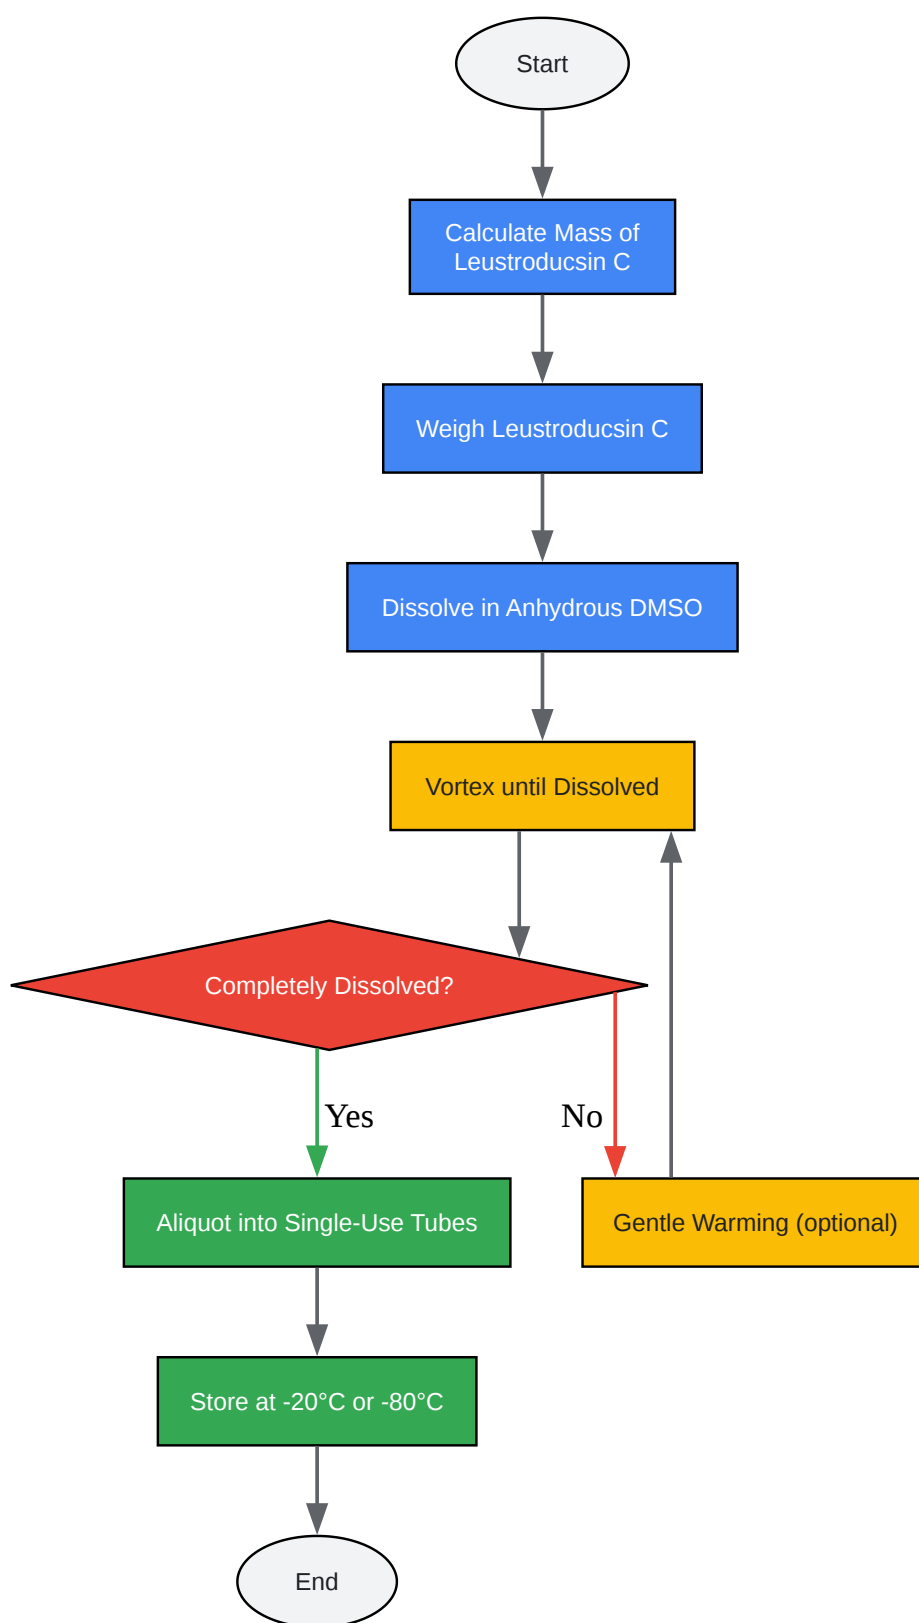 Start
Calculate Mass of
Leustroducsin C
Weigh Leustroducsin C
Dissolve in Anhydrous DMSO
Vortex until Dissolved
Completely Dissolved?
Yes
No
Aliquot into Single-Use Tubes
Gentle Warming (optional)
Store at -20°C or -80°C
End